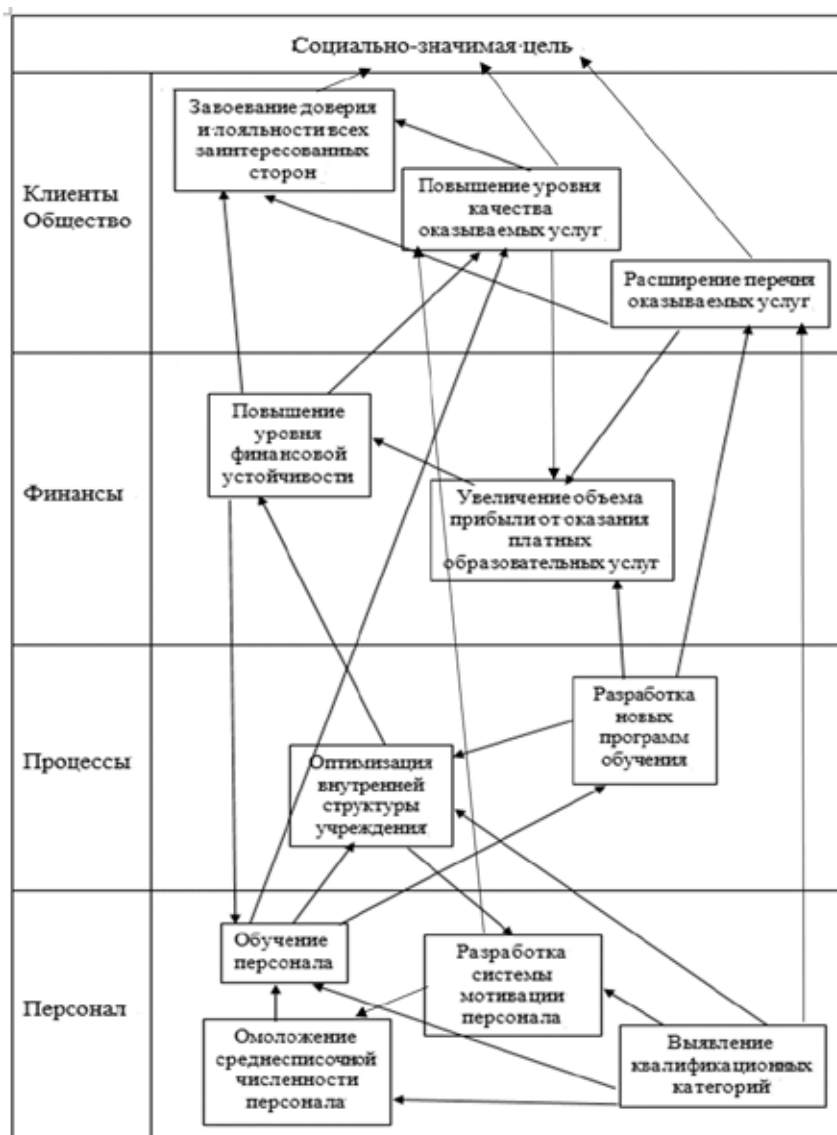 Социально-значимая цель
Клиенты
Общество
Завоевание доверия
и лояльности всех
заинтересованных
сторон
Повышение уровня
качества
оказываемых услуг
Расширение перечня
оказываемых услуг
Финансы
Повышение
уровня
финансовой
устойчивости
Увеличение объема
прибыли от оказания
платных
образовательных услуг
Процессы
Разработка
новых
программ
обучения
Оптимизация
внутренней
структуры
учреждения
Персонал
Обучение
персонала
Разработка
системы
мотивации
персонала
Омоложение
среднесписочной
численности
персонала
Выявление
квалификационных
категорий